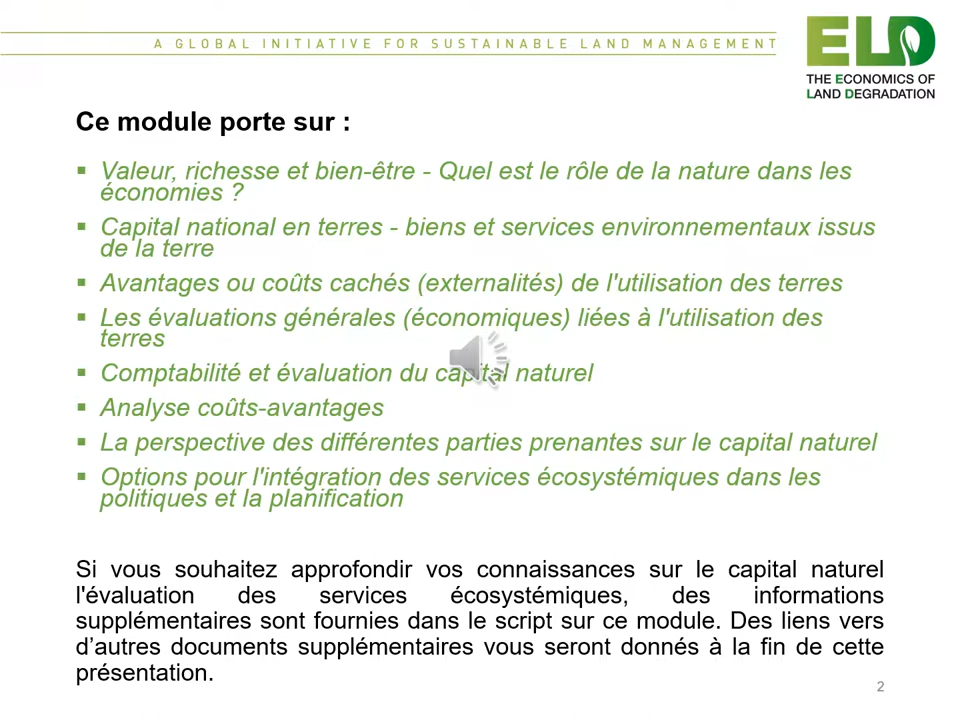 A GLOBAL INITIATIVE FOR SUSTAINABLE LAND MANAGEMENT
ELD
THE ECONOMICS OF
LAND DEGRADATION
Ce module porte sur :
▪ Valeur, richesse et bien-être - Quel est le rôle de la nature dans les
économies ?
▪ Capital national en terres - biens et services environnementaux issus
de la terre
▪ Avantages ou coûts cachés (externalités) de l'utilisation des terres
▪ Les évaluations générales (économiques) liées à l'utilisation des
terres
▪ Comptabilité et évaluation du capital naturel
▪ Analyse coûts-avantages
▪ La perspective des différentes parties prenantes sur le capital naturel
▪ Options pour l'intégration des services écosystémiques dans les
politiques et la planification
Si vous souhaitez approfondir vos connaissances sur le capital naturel
l'évaluation des services écosystémiques, des informations
supplémentaires sont fournies dans le script sur ce module. Des liens vers
d’autres documents supplémentaires vous seront donnés à la fin de cette
présentation.
2